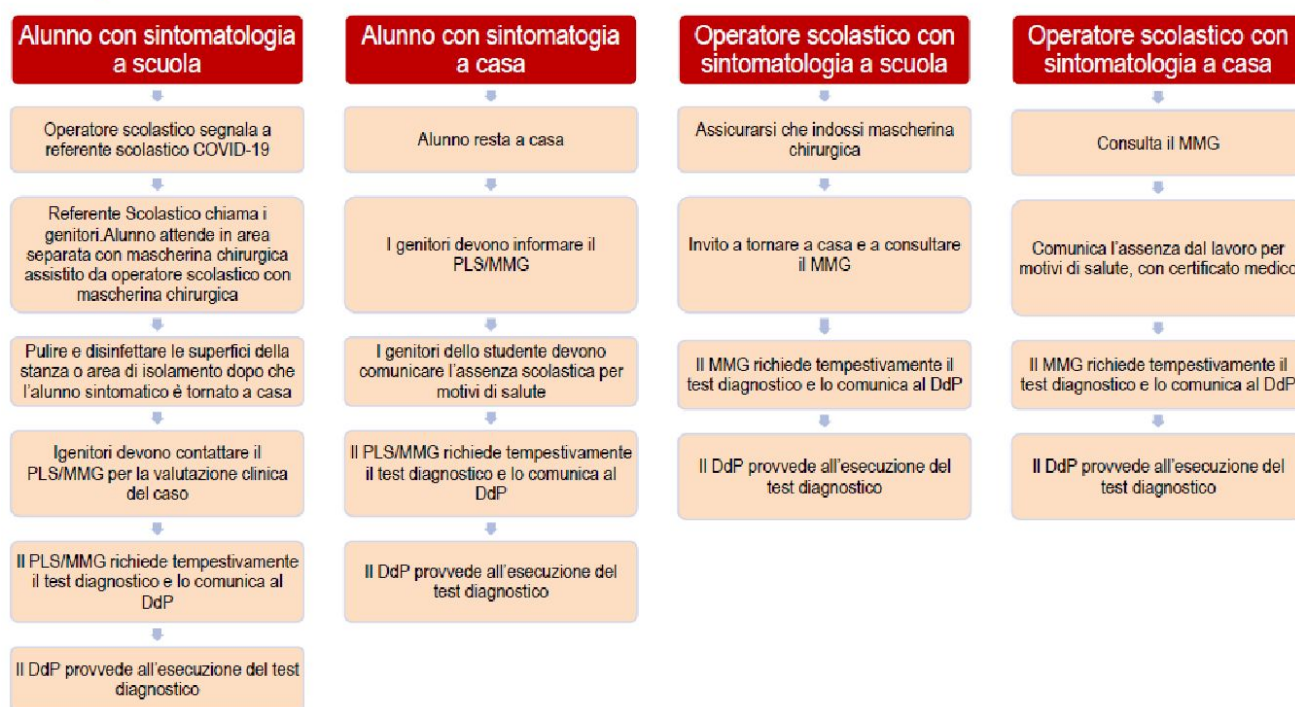 Alunno con sintomatologia
a scuola
Operatore scolastico segnala a
referente scolastico COVID-19
Referente Scolastico chiama i
genitori.Alunno attende in area
separata con mascherina chirurgica
assistito da operatore scolastico con
mascherina chirurgica
Pulire e disinfettare le superfici della
stanza o area di isolamento dopo che
l'alunno sintomatico è tornato a casa
Igenitori devono contattare il
PLS/MMG per la valutazione clinica
del caso
Il PLS/MMG richiede tempestivamente
il test diagnostico e lo comunica al
DdP
Il DdP provvede all'esecuzione del test
diagnostico
Alunno con sintomatogia
a casa
Alunno resta a casa
I genitori devono informare il
PLS/MMG
I genitori dello studente devono
comunicare l'assenza scolastica per
motivi di salute
Il PLS/MMG richiede tempestivamente
il test diagnostico e lo comunica al
DdP
Il DdP provvede all'esecuzione del
test diagnostico
Operatore scolastico con
sintomatologia a scuola
Assicurarsi che indossi mascherina
chirurgica
Invito a tornare a casa e a consultare
il MMG
Il MMG richiede tempestivamente il
test diagnostico e lo comunica al DdP
Il DdP provvede all'esecuzione del
test diagnostico
Operatore scolastico con
sintomatologia a casa
Consulta il MMG
Comunica l'assenza dal lavoro per
motivi di salute, con certificato medico
Il MMG richiede tempestivamente il
test diagnostico e lo comunica al DdP
Il DdP provvede all'esecuzione del
test diagnostico